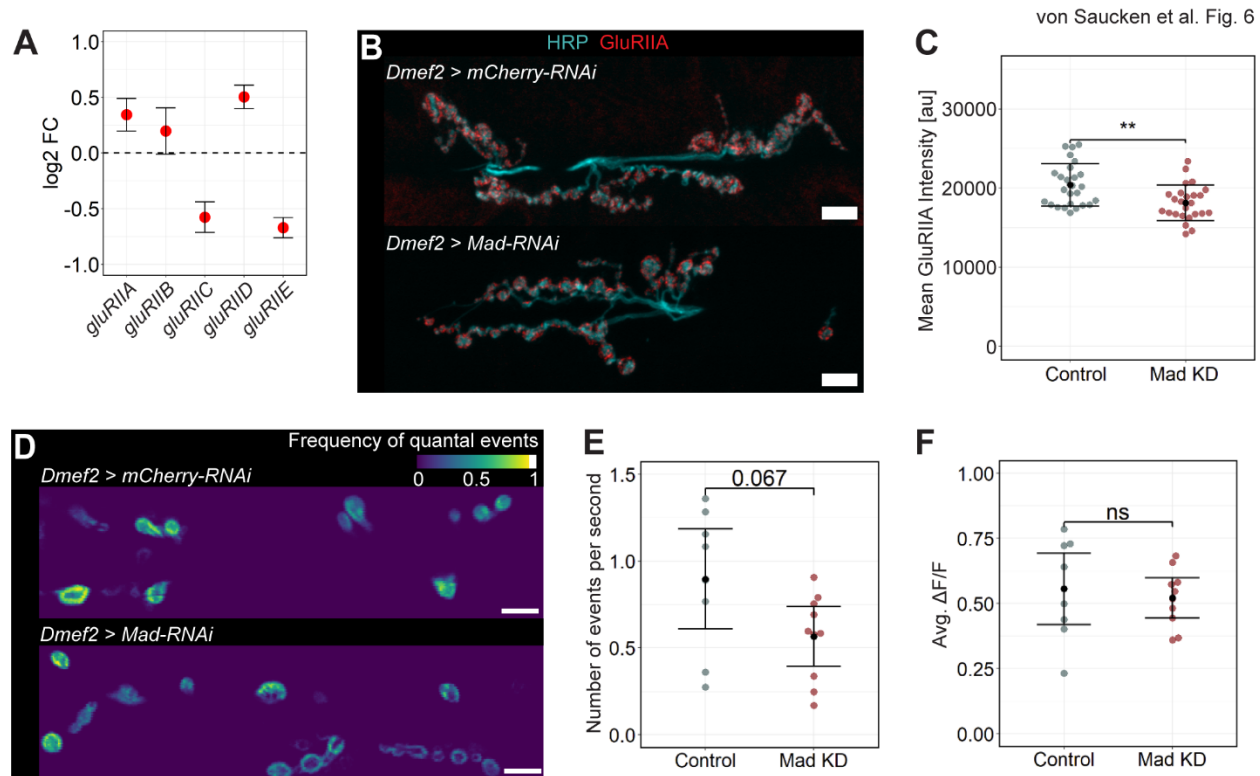 von Saucken et al. Fig. 6
A
log2 FC
1.0
0.5
0.0
-0.5
-1.0
gluRIIA
gluRIIB
gluRIIC
gluRIID
gluRIIE
B
HRP GluRIIA
Dmef2 > mCherry-RNAi
Dmef2 > Mad-RNAi
C
Mean GluRIIA Intensity [au]
30000
20000
10000
0
**
Control
Mad KD
D
Frequency of quantal events
0 0.5 1
Dmef2 > mCherry-RNAi
Dmef2 > Mad-RNAi
E
Number of events per second
1.5
1.0
0.5
0.0
0.067
Control
Mad KD
F
Avg. ΔF/F
1.00
0.75
0.50
0.25
0.00
ns
Control
Mad KD